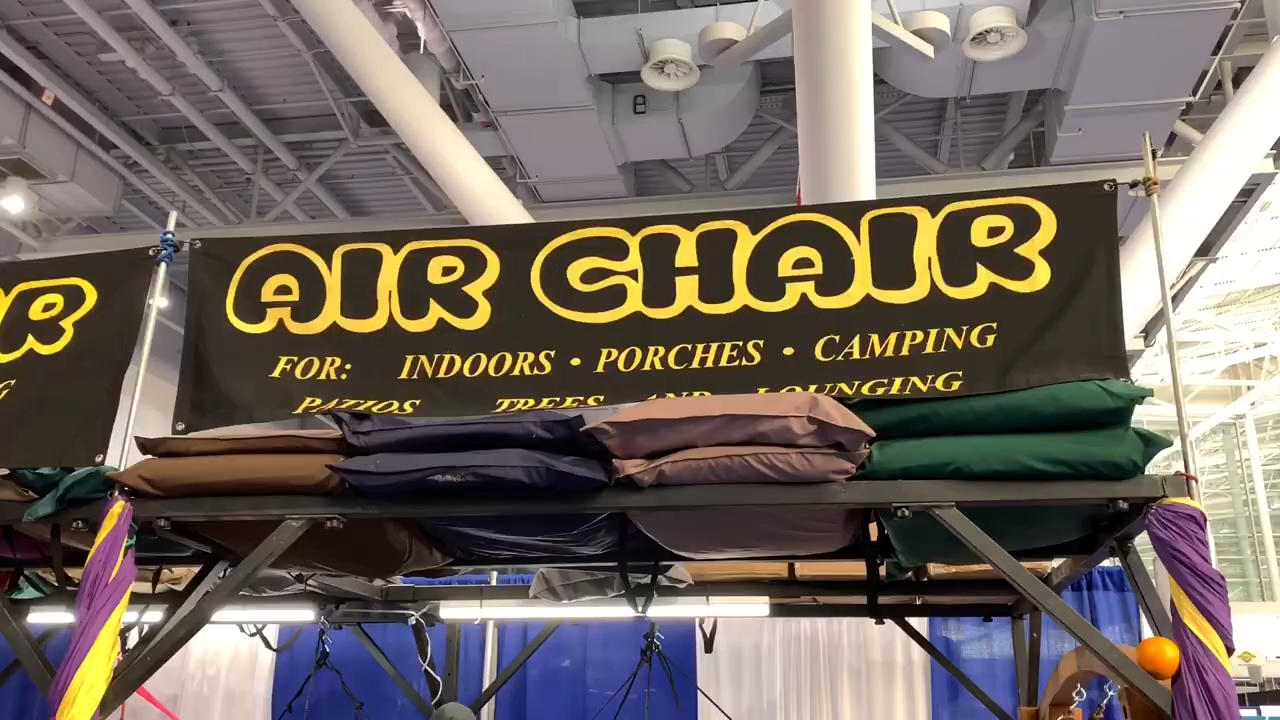 AIR CHAIR
FOR: INDOORS • PORCHES • CAMPING
PATIOS TREES AND LOUNGING
R
G